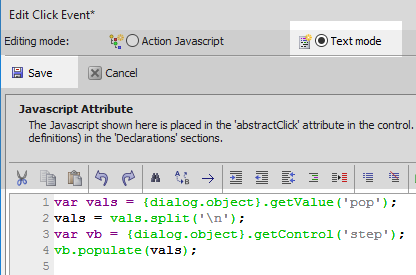 Edit Click Event*
Editing mode: Action Javascript Text mode
Save Cancel
Javascript Attribute
The Javascript shown here is placed in the 'abstractClick' attribute in the control.
definitions) in the 'Declarations' sections.
1 var vals = {dialog.object}.getValue('pop');
2 vals = vals.split('\n');
3 var vb = {dialog.object}.getControl('step');
4 vb.populate(vals);
5